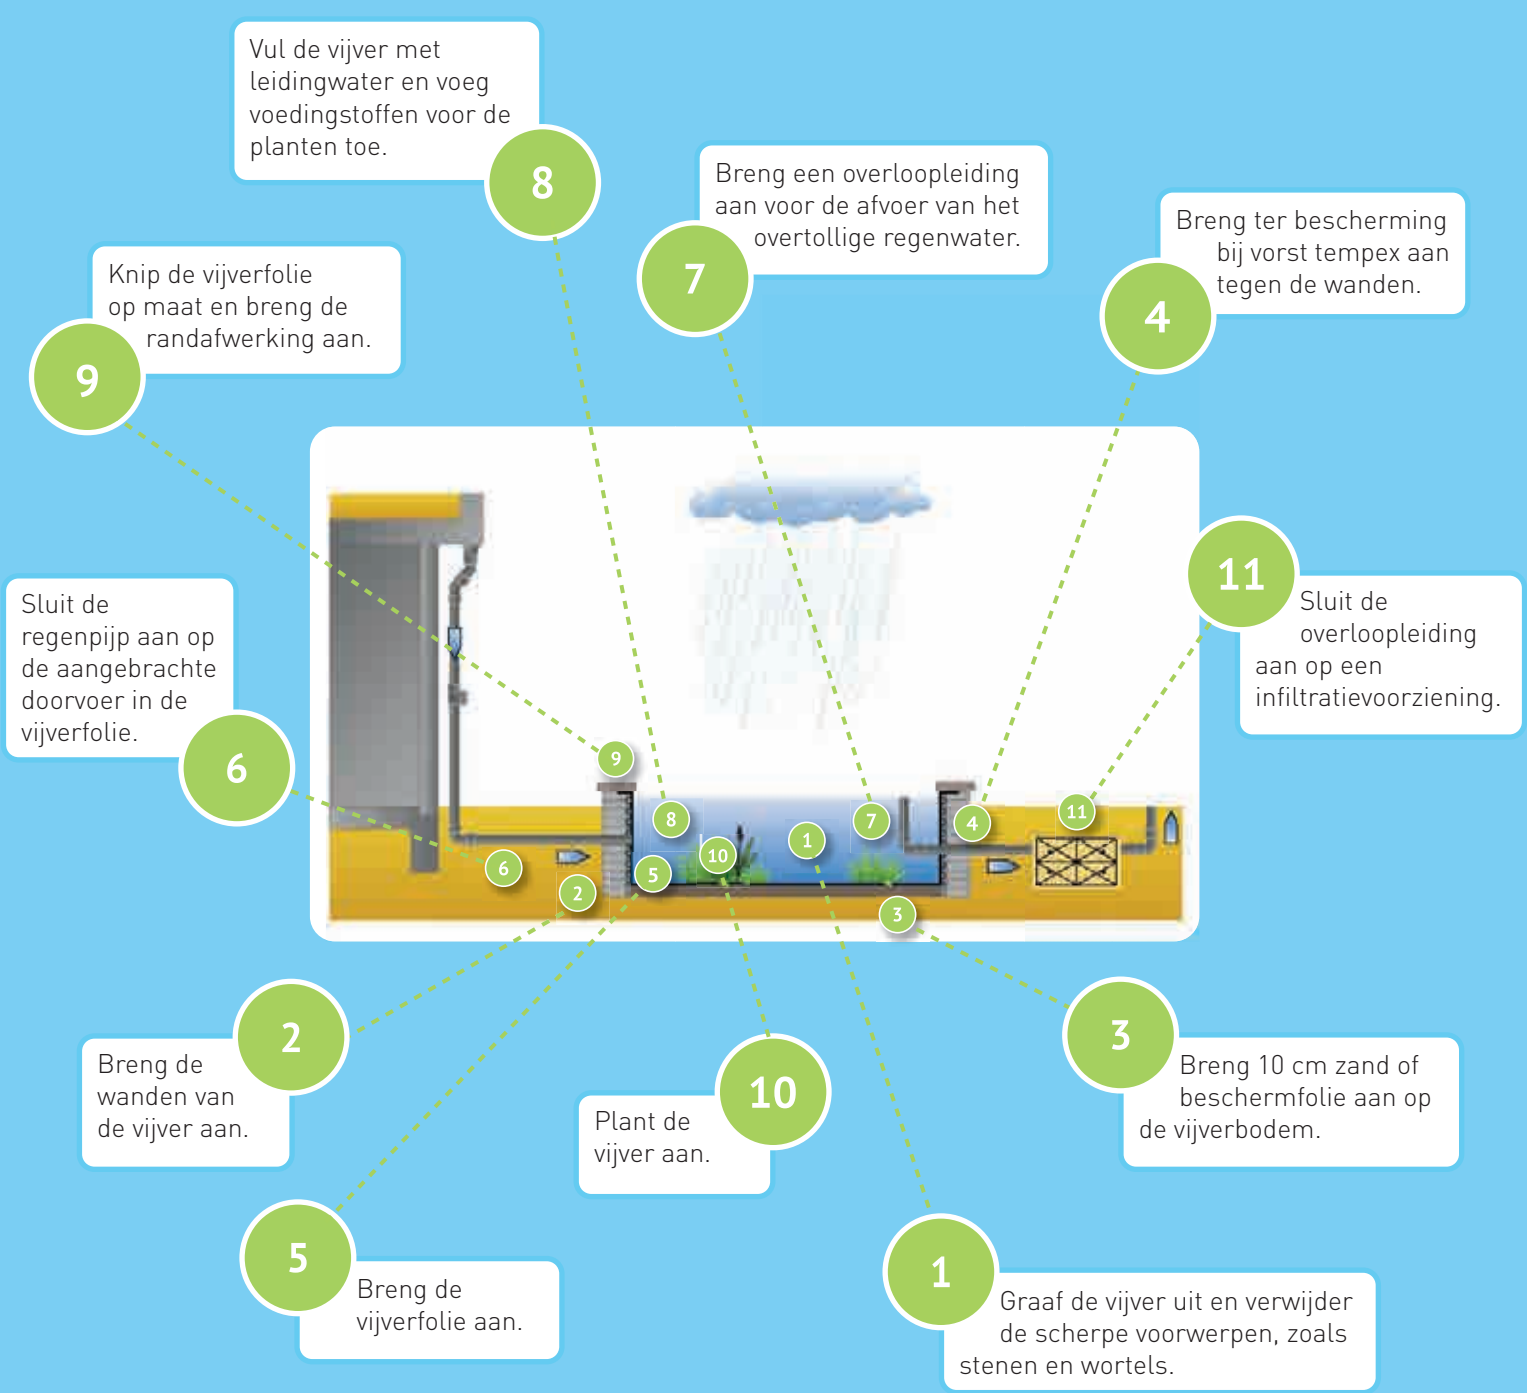 Vul de vijver met
leidingwater en voeg
voedingstoffen voor de
planten toe.
8
Breng een overloopleiding
aan voor de afvoer van het
overtollige regenwater.
7
Breng ter bescherming
bij vorst tempex aan
tegen de wanden.
4
Knip de vijverfolie
op maat en breng de
randafwerking aan.
9
11
Sluit de
overloopleiding
aan op een
infiltratievoorziening.
Sluit de
regenpijp aan op
de aangebrachte
doorvoer in de
vijverfolie.
6
9
8
7
4
11
1
10
5
6
2
3
2
Breng de
wanden van
de vijver aan.
3
Breng 10 cm zand of
beschermfolie aan op
de vijverbodem.
10
Plant de
vijver aan.
5
Breng de
vijverfolie aan.
1
Graaf de vijver uit en verwijder
de scherpe voorwerpen, zoals
stenen en wortels.